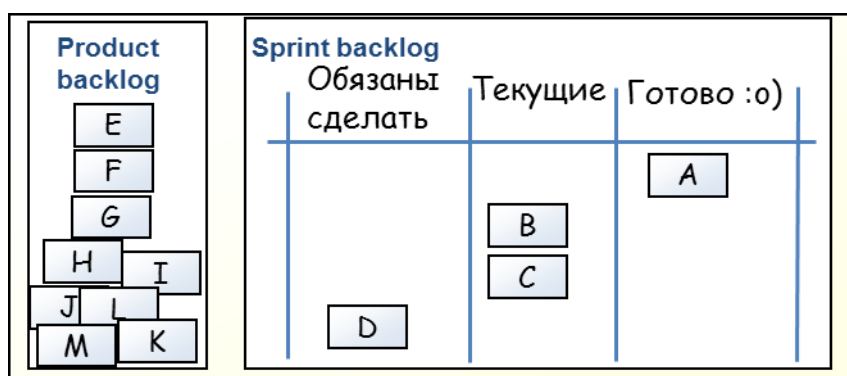 Product
backlog
E
F
G
H
I
J
L
M
K
Sprint backlog
Обязаны
сделать
Текущие
Готово :о)
A
B
C
D